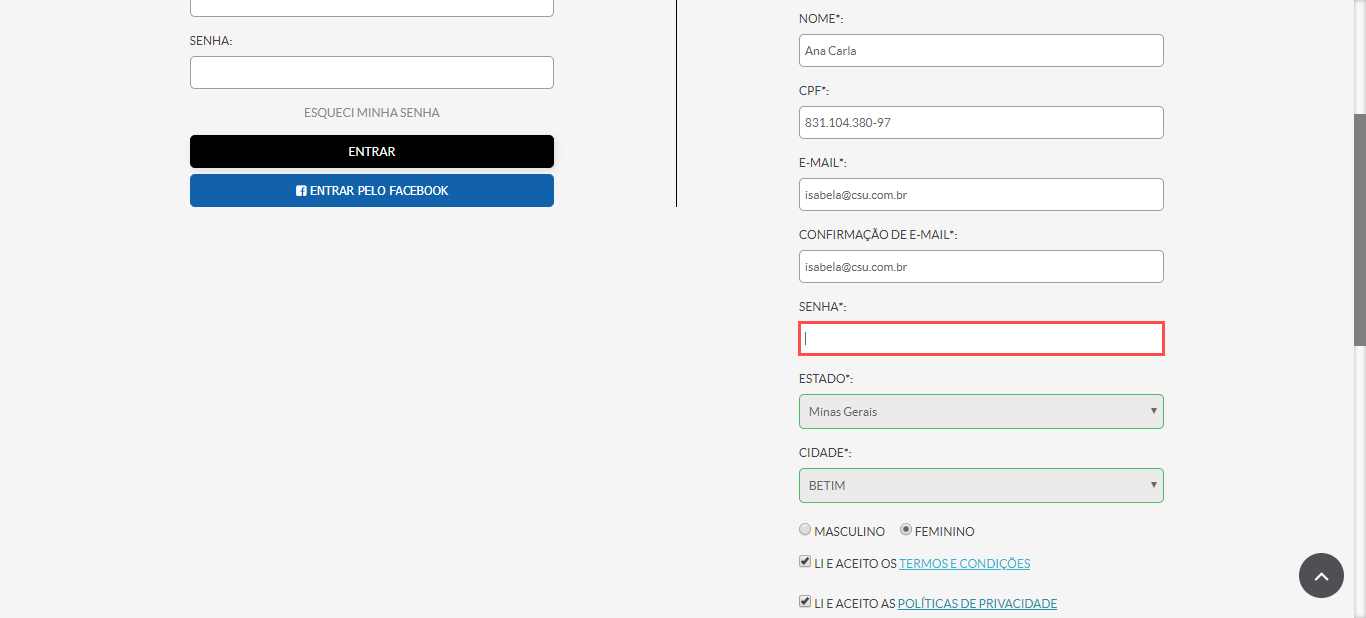 SENHA:
ESQUECI MINHA SENHA
ENTRAR
ENTRAR PELO FACEBOOK
NOME*:
Ana Carla
CPF*:
831.104.380-97
E-MAIL*:
isabela@csu.com.br
CONFIRMAÇÃO DE E-MAIL*:
isabela@csu.com.br
SENHA*:
ESTADO*:
Minas Gerais
CIDADE*:
BETIM
MASCULINO FEMININO
LI E ACEITO OS TERMOS E CONDIÇÕES
LI E ACEITO AS POLÍTICAS DE PRIVACIDADE